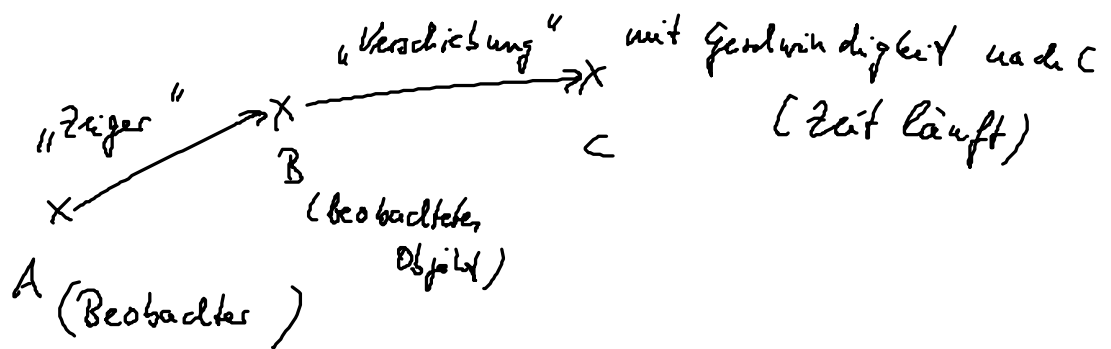 „Verschiebung“ mit Geschwindigkeit nach C
(Zeit läuft)
„Zeiger“
X
X
X
B
C
(beobachtetes
Objekt)
A
(Beobachter)